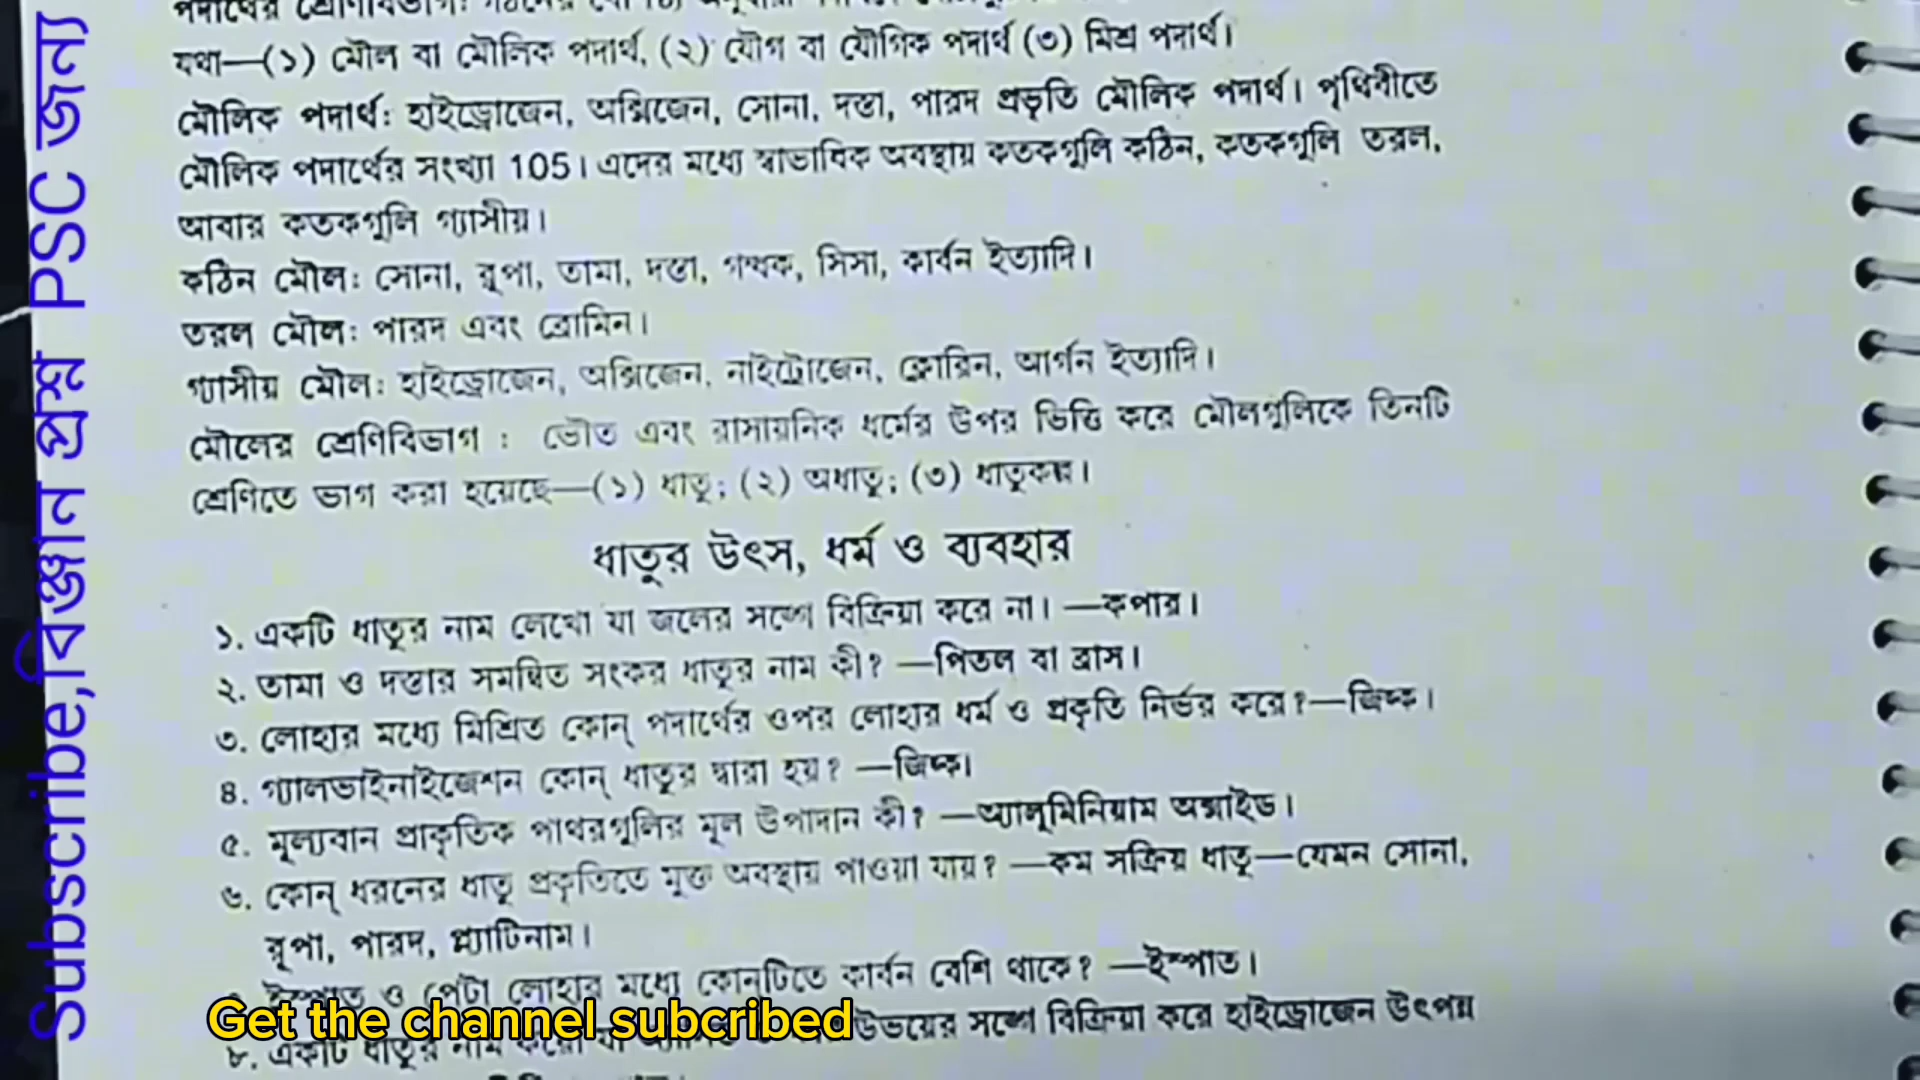 যথা—(১) মৌল বা মৌলিক পদার্থ, (২) যৌগ বা যৌগিক পদার্থ (৩) মিশ্র পদার্থ।
মৌলিক পদার্থ: হাইড্রোজেন, অক্সিজেন, সোনা, দস্তা, পারদ প্রভৃতি মৌলিক পদার্থ। পৃথিবীতে
মৌলিক পদার্থের সংখ্যা 105। এদের মধ্যে স্বাভাবিক অবস্থায় কতকগুলি কঠিন, কতকগুলি তরল,
আবার কতকগুলি গ্যাসীয়।
কঠিন মৌল: সোনা, রূপা, তামা, দস্তা, গন্ধক, সিসা, কার্বন ইত্যাদি।
তরল মৌল: পারদ এবং ব্রোমিন।
গ্যাসীয় মৌল: হাইড্রোজেন, অক্সিজেন, নাইট্রোজেন, ক্লোরিন, আর্গন ইত্যাদি।
মৌলের শ্রেণিবিভাগ : ভৌত এবং রাসায়নিক ধর্মের উপর ভিত্তি করে মৌলগুলিকে তিনটি
শ্রেণিতে ভাগ করা হয়েছে—(১) ধাতু; (২) অধাতু; (৩) ধাতুকল্প।
ধাতুর উৎস, ধর্ম ও ব্যবহার
১. একটি ধাতুর নাম লেখো যা জলের সঙ্গে বিক্রিয়া করে না। —কপার।
২. তামা ও দস্তার সমন্বিত সংকর ধাতুর নাম কী? —পিতল বা ব্রাস।
৩. লোহার মধ্যে মিশ্রিত কোন্ পদার্থের ওপর লোহার ধর্ম ও প্রকৃতি নির্ভর করে?—জিঙ্ক।
৪. গ্যালভাইনাইজেশন কোন্ ধাতুর দ্বারা হয়? —জিঙ্ক।
৫. মূল্যবান প্রাকৃতিক পাথরগুলির মূল উপাদান কী? —অ্যালুমিনিয়াম অক্সাইড।
৬. কোন্ ধরনের ধাতু প্রকৃতিতে মুক্ত অবস্থায় পাওয়া যায়? —কম সক্রিয় ধাতু—যেমন সোনা,
রূপা, পারদ, প্ল্যাটিনাম।
ইস্পাত ও পেটা লোহার মধ্যে কোনটিতে কার্বন বেশি থাকে? —ইস্পাত।
৮. একটি ধাতুর নাম করো যা উভয়ের সঙ্গে বিক্রিয়া করে হাইড্রোজেন উৎপন্ন
Get the channel subcribed
Subscribe,বিজ্ঞান প্রশ্ন PSC জন্য